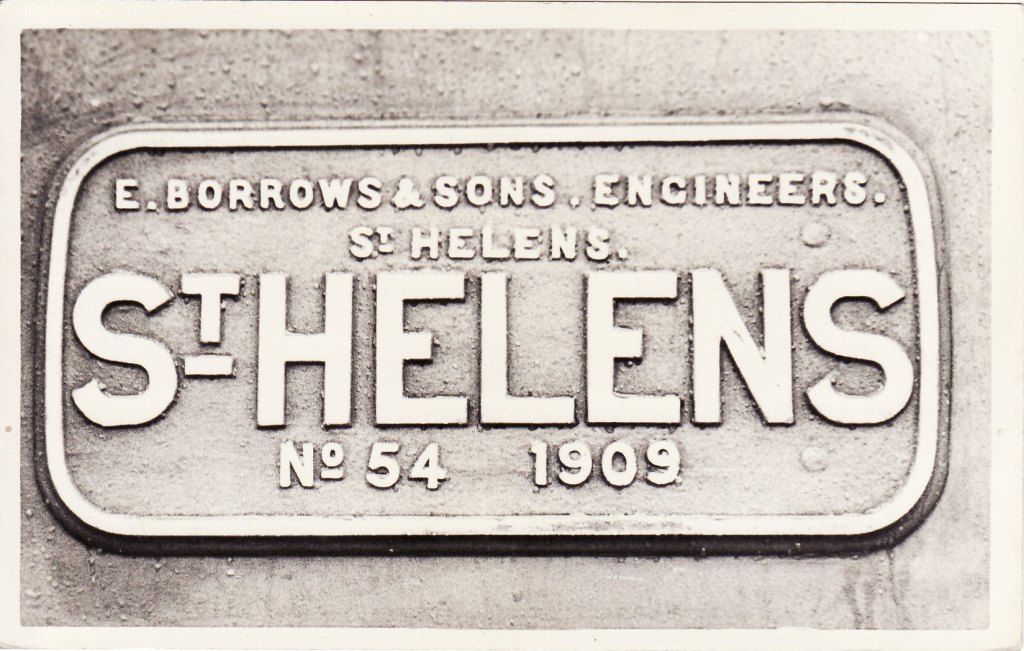 E. BORROWS & SONS. ENGINEERS.
ST HELENS.
ST HELENS
No 54 1909